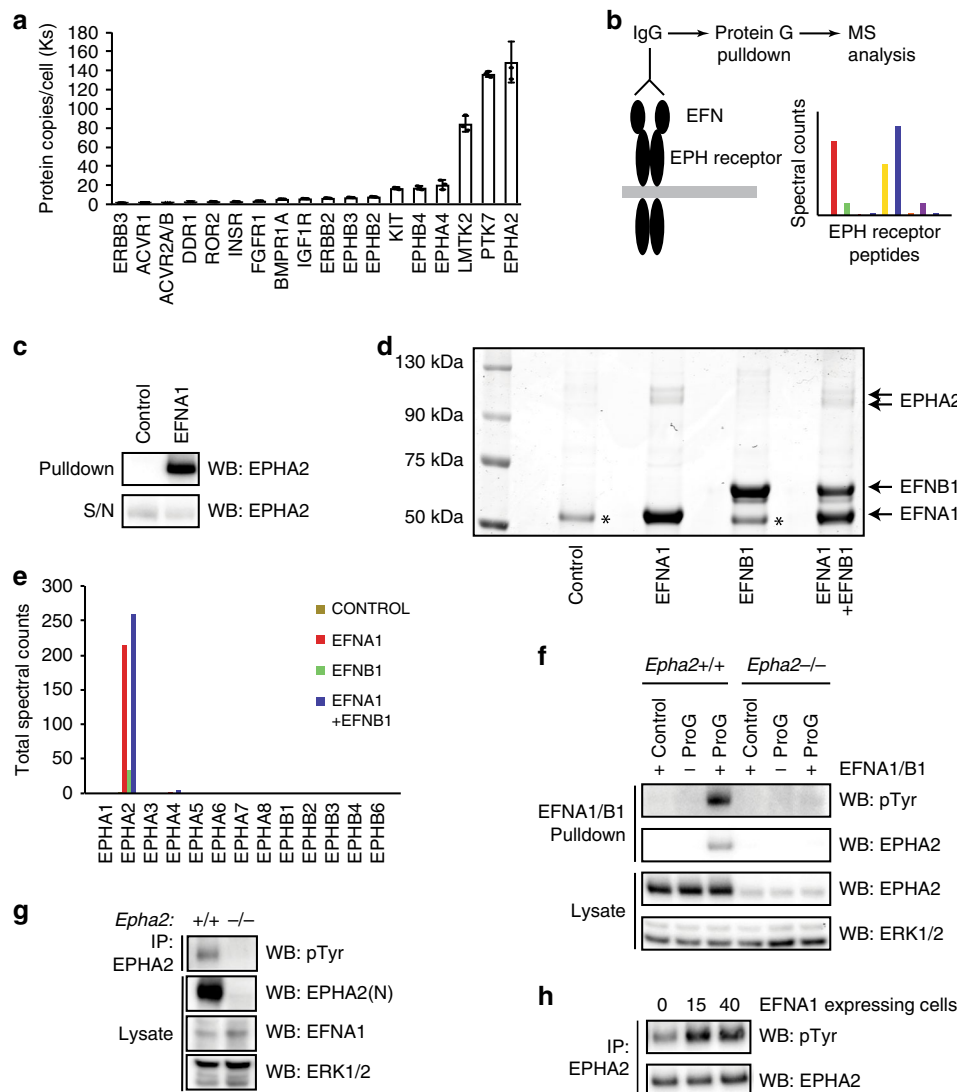 a
Protein copies/cell (Ks)
180
160
140
120
100
80
60
40
20
0
ERBB3
ACVR1
ACVR2A/B
DDR1
ROR2
INSR
FGFR1
BMPR1A
IGF1R
ERBB2
EPHB3
EPHB2
KIT
EPHB4
EPHA4
LMTK2
PTK7
EPHA2
b
IgG
Protein G
pulldown
MS
analysis
EFN
EPH receptor
Spectral counts
EPH receptor
peptides
c
Control
EFNA1
Pulldown
WB: EPHA2
S/N
WB: EPHA2
d
130 kDa
90 kDa
75 kDa
50 kDa
EPHA2
EFNB1
EFNA1
*
*
Control
EFNA1
EFNB1
EFNA1
+EFNB1
e
Total spectral counts
300
250
200
150
100
50
0
CONTROL
EFNA1
EFNB1
EFNA1
+EFNB1
EPHA1
EPHA2
EPHA3
EPHA4
EPHA5
EPHA6
EPHA7
EPHA8
EPHB1
EPHB2
EPHB3
EPHB4
EPHB6
f
Epha2+/+
Epha2–/–
+ Control
– ProG
+ ProG
+ Control
– ProG
+ ProG
EFNA1/B1
EFNA1/B1
Pulldown
WB: pTyr
WB: EPHA2
Lysate
WB: EPHA2
WB: ERK1/2
g
Epha2: +/+ –/–
IP:
EPHA2
WB: pTyr
WB: EPHA2(N)
Lysate
WB: EFNA1
WB: ERK1/2
h
0 15 40 EFNA1 expressing cells
IP:
EPHA2
WB: pTyr
WB: EPHA2